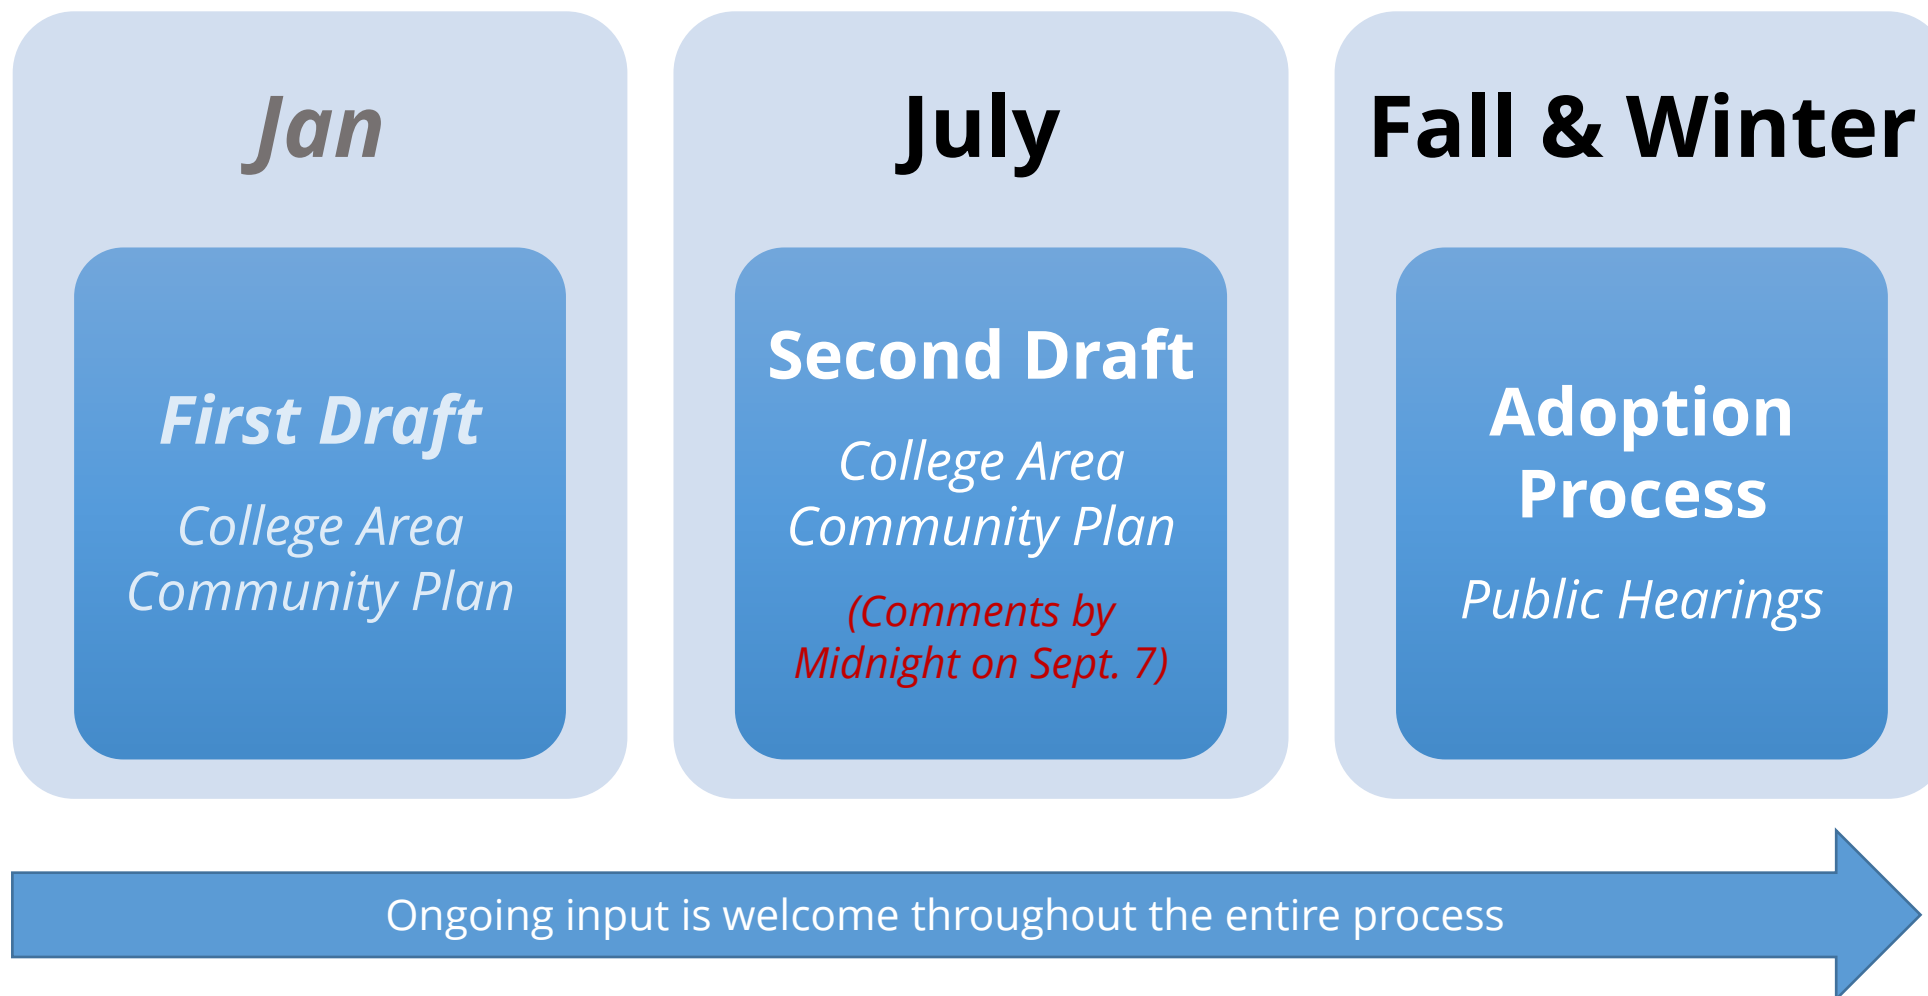 Jan
First Draft
College Area
Community Plan
July
Second Draft
College Area
Community Plan
(Comments by
Midnight on Sept. 7)
Fall & Winter
Adoption
Process
Public Hearings
Ongoing input is welcome throughout the entire process